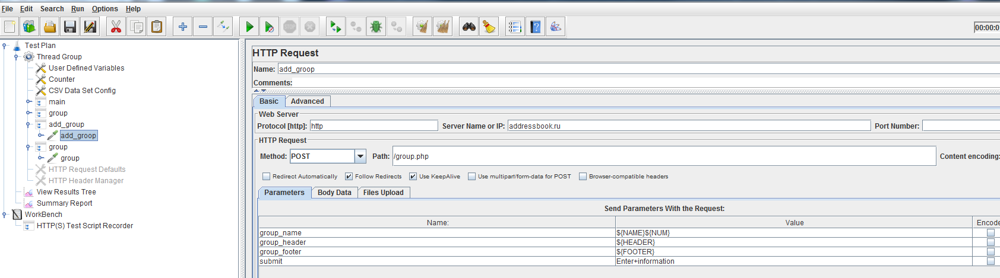 File Edit Search Run Options Help
STOP
00:00:0
Test Plan
Thread Group
User Defined Variables
Counter
CSV Data Set Config
main
group
add_group
add_groop
group
group
HTTP Request Defaults
HTTP Header Manager
View Results Tree
Summary Report
WorkBench
HTTP(S) Test Script Recorder
HTTP Request
Name: add_groop
Comments:
Basic Advanced
Web Server
Protocol [http]: http Server Name or IP: addressbook.ru Port Number:
HTTP Request
Method: POST Path: /group.php Content encoding:
Redirect Automatically Follow Redirects Use KeepAlive Use multipart/form-data for POST Browser-compatible headers
Parameters Body Data Files Upload
Send Parameters With the Request:
Name: Value Encode
group_name ${NAME}${NUM}
group_header ${HEADER}
group_footer ${FOOTER}
submit Enter+information